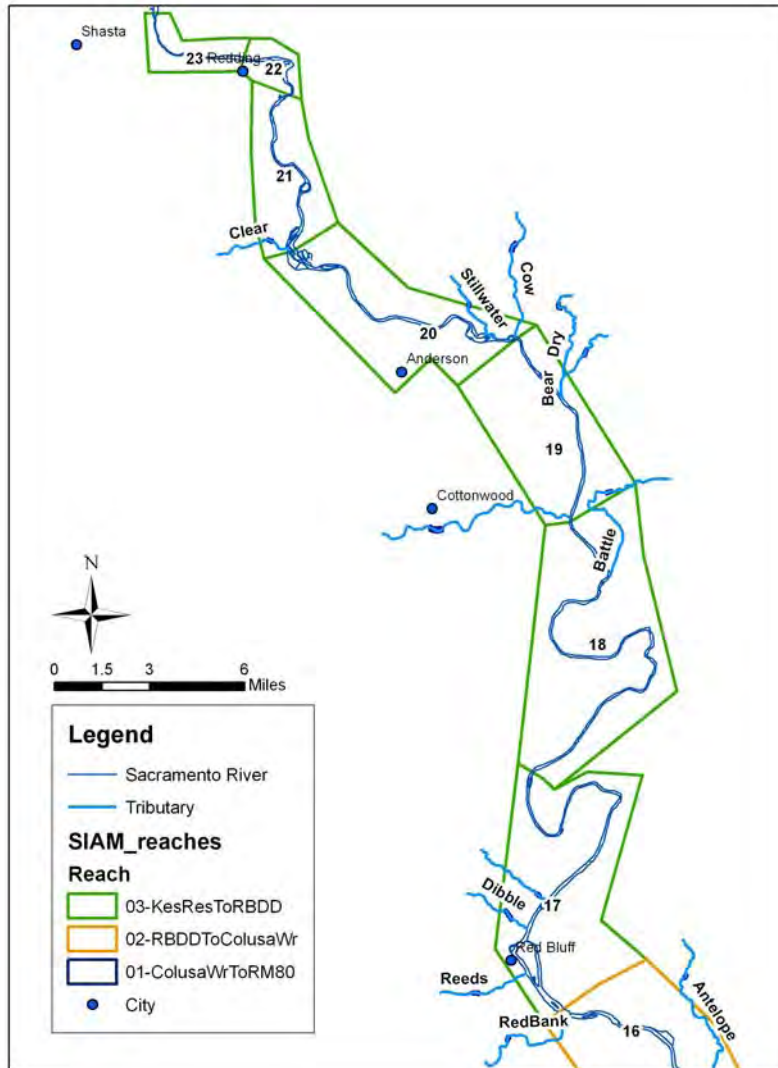 Shasta
23
Redding
22
21
Clear
Stillwater
Cow
20
Dry
Anderson
Bear
19
Cottonwood
Battle
N
18
0 1.5 3 6
Miles
Legend
Sacramento River
Tributary
SIAM_reaches
Reach
03-KesResToRBDD
02-RBDDToColusaWr
01-ColusaWrToRM80
City
Dibble
17
Red Bluff
Reeds
Antelope
RedBank
16